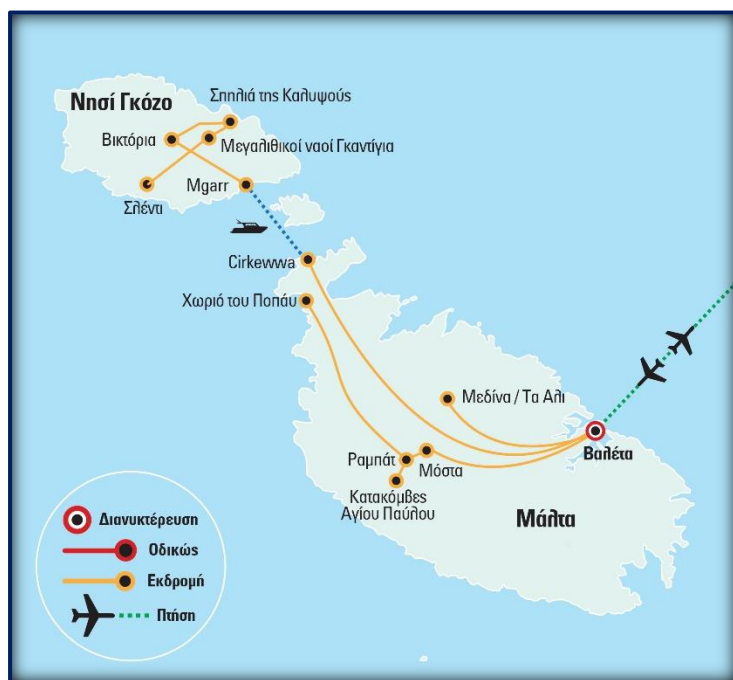 Σπηλιά της Καλυψούς
Νησί Γκόζο
Βικτόρια
Μεγαλιθικοί ναοί Γκαντίγια
Mgarr
Σλέντι
Cirkewwa
Χωριό του Ποπάυ
Μεδίνα / Τα Αλι
Βαλέτα
Ραμπάτ
Μόστα
Κατακόμβες
Αγίου Παύλου
Μάλτα
Διανυκτέρευση
Οδικώς
Εκδρομή
Πτήση